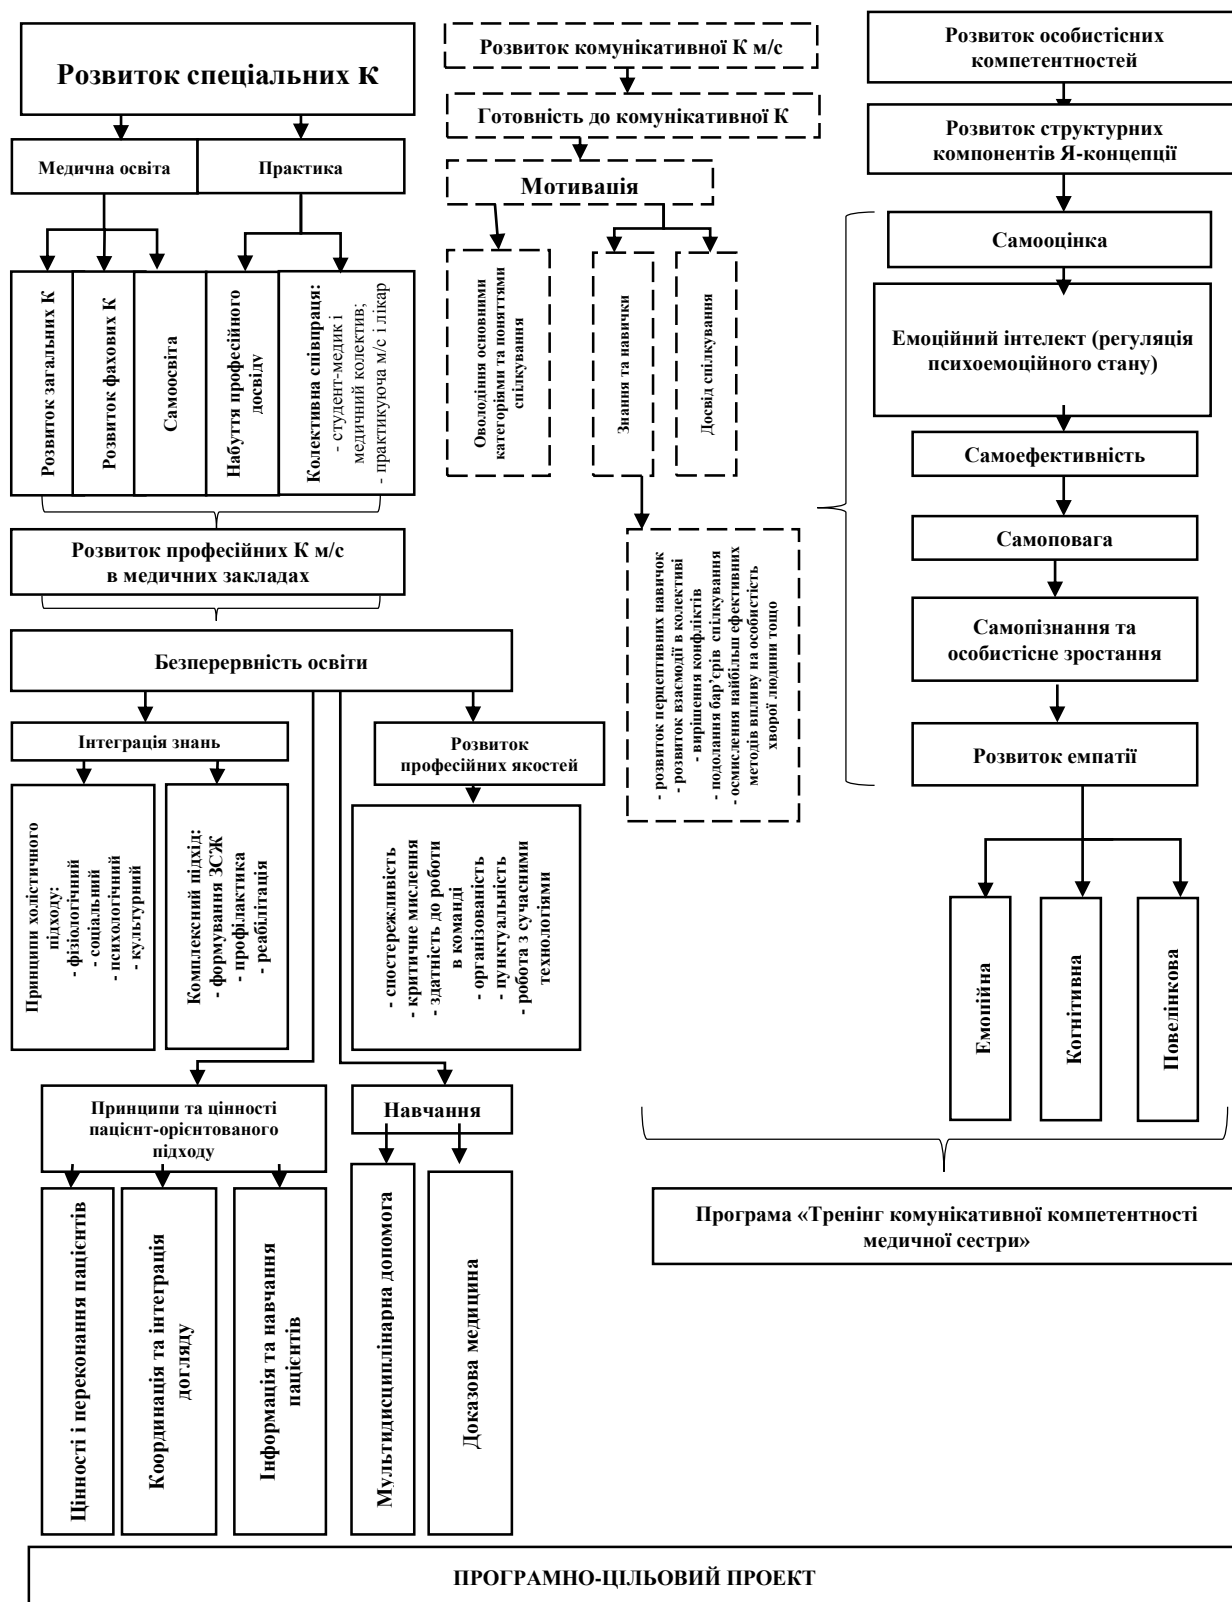 Розвиток спеціальних К
Медична освіта
Практика
Розвиток загальних К
Розвиток фахових К
Самоосвіта
Набуття професійного
досвіду
Колективна співпраця:
- студент-медик і
медичний колектив;
- практикуюча м/с і лікар
Розвиток професійних К м/с
в медичних закладах
Безперервність освіти
Інтеграція знань
Розвиток
професійних якостей
Принципи холістичного
підходу:
- фізіологічний
- соціальний
- психологічний
- культурний
Комплексний підхід:
- формування ЗСЖ
- профілактика
- реабілітація
- спостережливість
- критичне мислення
- здатність до роботи
в команді
- організованість
- пунктуальність
- робота з сучасними
технологіями
Принципи та цінності
пацієнт-орієнтованого
підходу
Навчання
Цінності і переконання пацієнтів
Координація та інтеграція
догляду
Інформація та навчання
пацієнтів
Мультидисциплінарна допомога
Доказова медицина
Розвиток комунікативної К м/с
Готовність до комунікативної К
Мотивація
Оволодіння основними
категоріями та поняттями
спілкування
Знання та навички
Досвід спілкування
- розвиток перцептивних навичок
- розвиток взаємодії в колективі
- вирішення конфліктів
- подолання бар’єрів спілкування
- осмислення найбільш ефективних
методів впливу на особистість
хворої людини тощо
Розвиток особистісних
компетентностей
Розвиток структурних
компонентів Я-концепції
Самооцінка
Емоційний інтелект (регуляція
психоемоційного стану)
Самоефективність
Самоповага
Самопізнання та
особистісне зростання
Розвиток емпатії
Емоційна
Когнітивна
Поведінкова
Програма «Тренінг комунікативної компетентності
медичної сестри»
ПРОГРАМНО-ЦІЛЬОВИЙ ПРОЕКТ